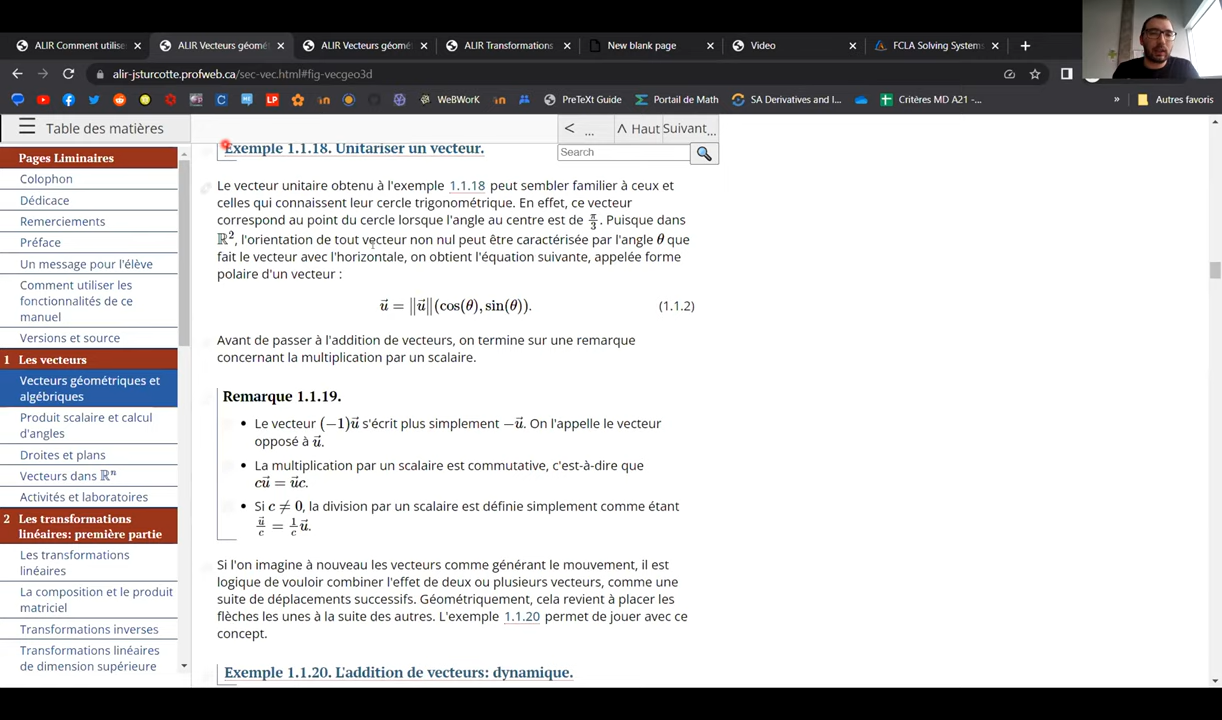 ALIR Comment utilise
ALIR Vecteurs géomé
ALIR Vecteurs géomé
ALIR Transformations
New blank page
Video
FCLA Solving Systems
alir-jsturcotte.profweb.ca/sec-vec.html#fig-vecgeo3d
WeBWorK
PreTeXt Guide
Portail de Math
SA Derivatives and I...
Critères MD A21 -...
»
Autres favoris
Table des matières
< ...
Haut
Suivant...
Search
Pages Liminaires
Colophon
Dédicace
Remerciements
Préface
Un message pour l'élève
Comment utiliser les
fonctionnalités de ce
manuel
Versions et source
1 Les vecteurs
Vecteurs géométriques et
algébriques
Produit scalaire et calcul
d'angles
Droites et plans
Vecteurs dans ℝⁿ
Activités et laboratoires
2 Les transformations
linéaires: première partie
Les transformations
linéaires
La composition et le produit
matriciel
Transformations inverses
Transformations linéaires
de dimension supérieure
Exemple 1.1.18. Unitariser un vecteur.
Le vecteur unitaire obtenu à l'exemple 1.1.18 peut sembler familier à ceux et
celles qui connaissent leur cercle trigonométrique. En effet, ce vecteur
correspond au point du cercle lorsque l'angle au centre est de π/3. Puisque dans
ℝ², l'orientation de tout vecteur non nul peut être caractérisée par l'angle θ que
fait le vecteur avec l'horizontale, on obtient l'équation suivante, appelée forme
polaire d'un vecteur :
u⃗ = ‖u⃗‖(cos(θ), sin(θ)). (1.1.2)
Avant de passer à l'addition de vecteurs, on termine sur une remarque
concernant la multiplication par un scalaire.
Remarque 1.1.19.
• Le vecteur (−1)u⃗ s'écrit plus simplement −u⃗. On l'appelle le vecteur
opposé à u⃗.
• La multiplication par un scalaire est commutative, c'est-à-dire que
cu⃗ = u⃗c.
• Si c ≠ 0, la division par un scalaire est définie simplement comme étant
u⃗/c = 1/c u⃗.
Si l'on imagine à nouveau les vecteurs comme générant le mouvement, il est
logique de vouloir combiner l'effet de deux ou plusieurs vecteurs, comme une
suite de déplacements successifs. Géométriquement, cela revient à placer les
flèches les unes à la suite des autres. L'exemple 1.1.20 permet de jouer avec ce
concept.
Exemple 1.1.20. L'addition de vecteurs: dynamique.